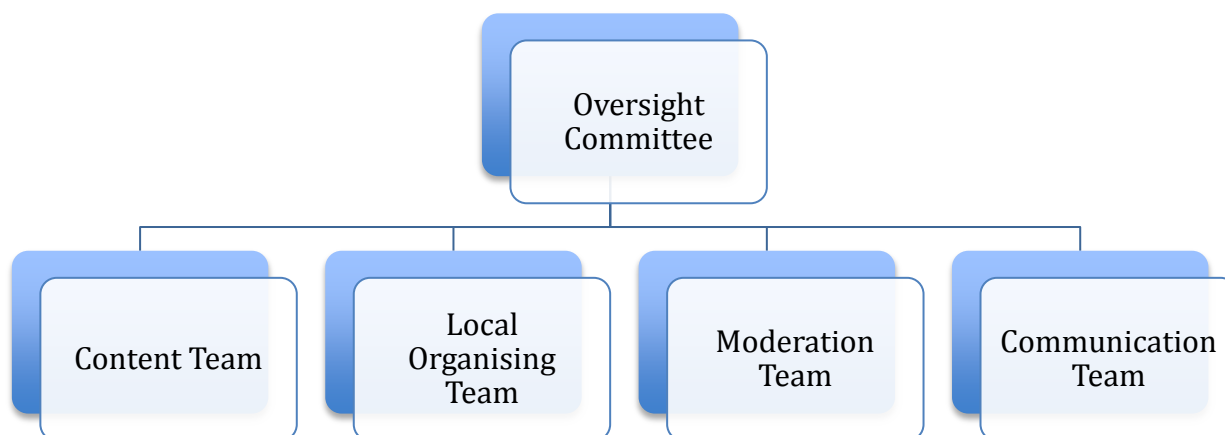 Oversight
Committee
Content Team
Local
Organising
Team
Moderation
Team
Communication
Team